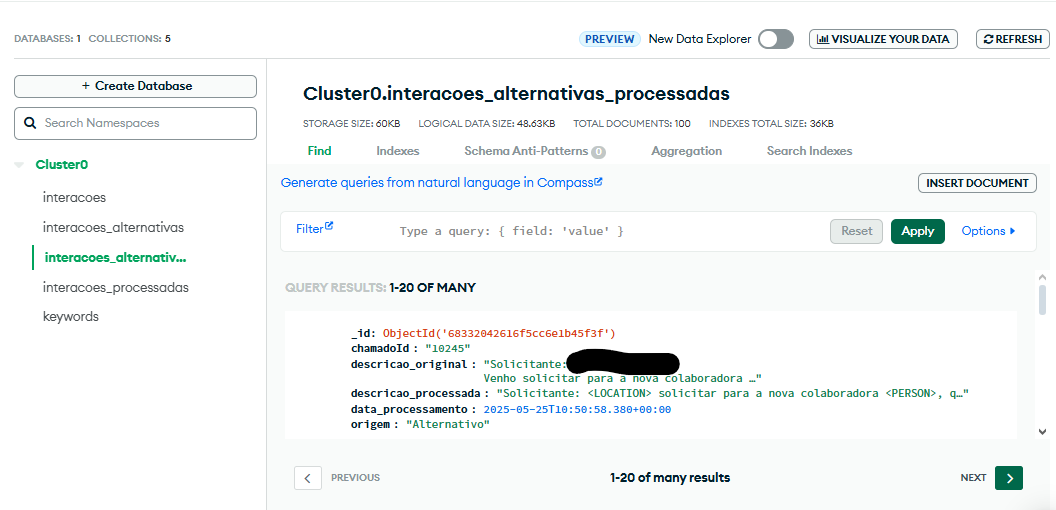 DATABASES: 1 COLLECTIONS: 5
PREVIEW New Data Explorer VISUALIZE YOUR DATA REFRESH
+ Create Database
Search Namespaces
Cluster0
interacoes
interacoes_alternativas
interacoes_alternativ...
interacoes_processadas
keywords
Cluster0.interacoes_alternativas_processadas
STORAGE SIZE: 60KB LOGICAL DATA SIZE: 48.63KB TOTAL DOCUMENTS: 100 INDEXES TOTAL SIZE: 36KB
Find Indexes Schema Anti-Patterns 0 Aggregation Search Indexes
Generate queries from natural language in Compass
INSERT DOCUMENT
Filter Type a query: { field: 'value' } Reset Apply Options
QUERY RESULTS: 1-20 OF MANY
_id: ObjectId('68332042616f5cc6e1b45f3f')
chamadoId : "10245"
descricao_original : "Solicitante:
Venho solicitar para a nova colaboradora …"
descricao_processada : "Solicitante: <LOCATION> solicitar para a nova colaboradora <PERSON>, q…"
data_processamento : 2025-05-25T10:50:58.380+00:00
origem : "Alternativo"
PREVIOUS 1-20 of many results NEXT